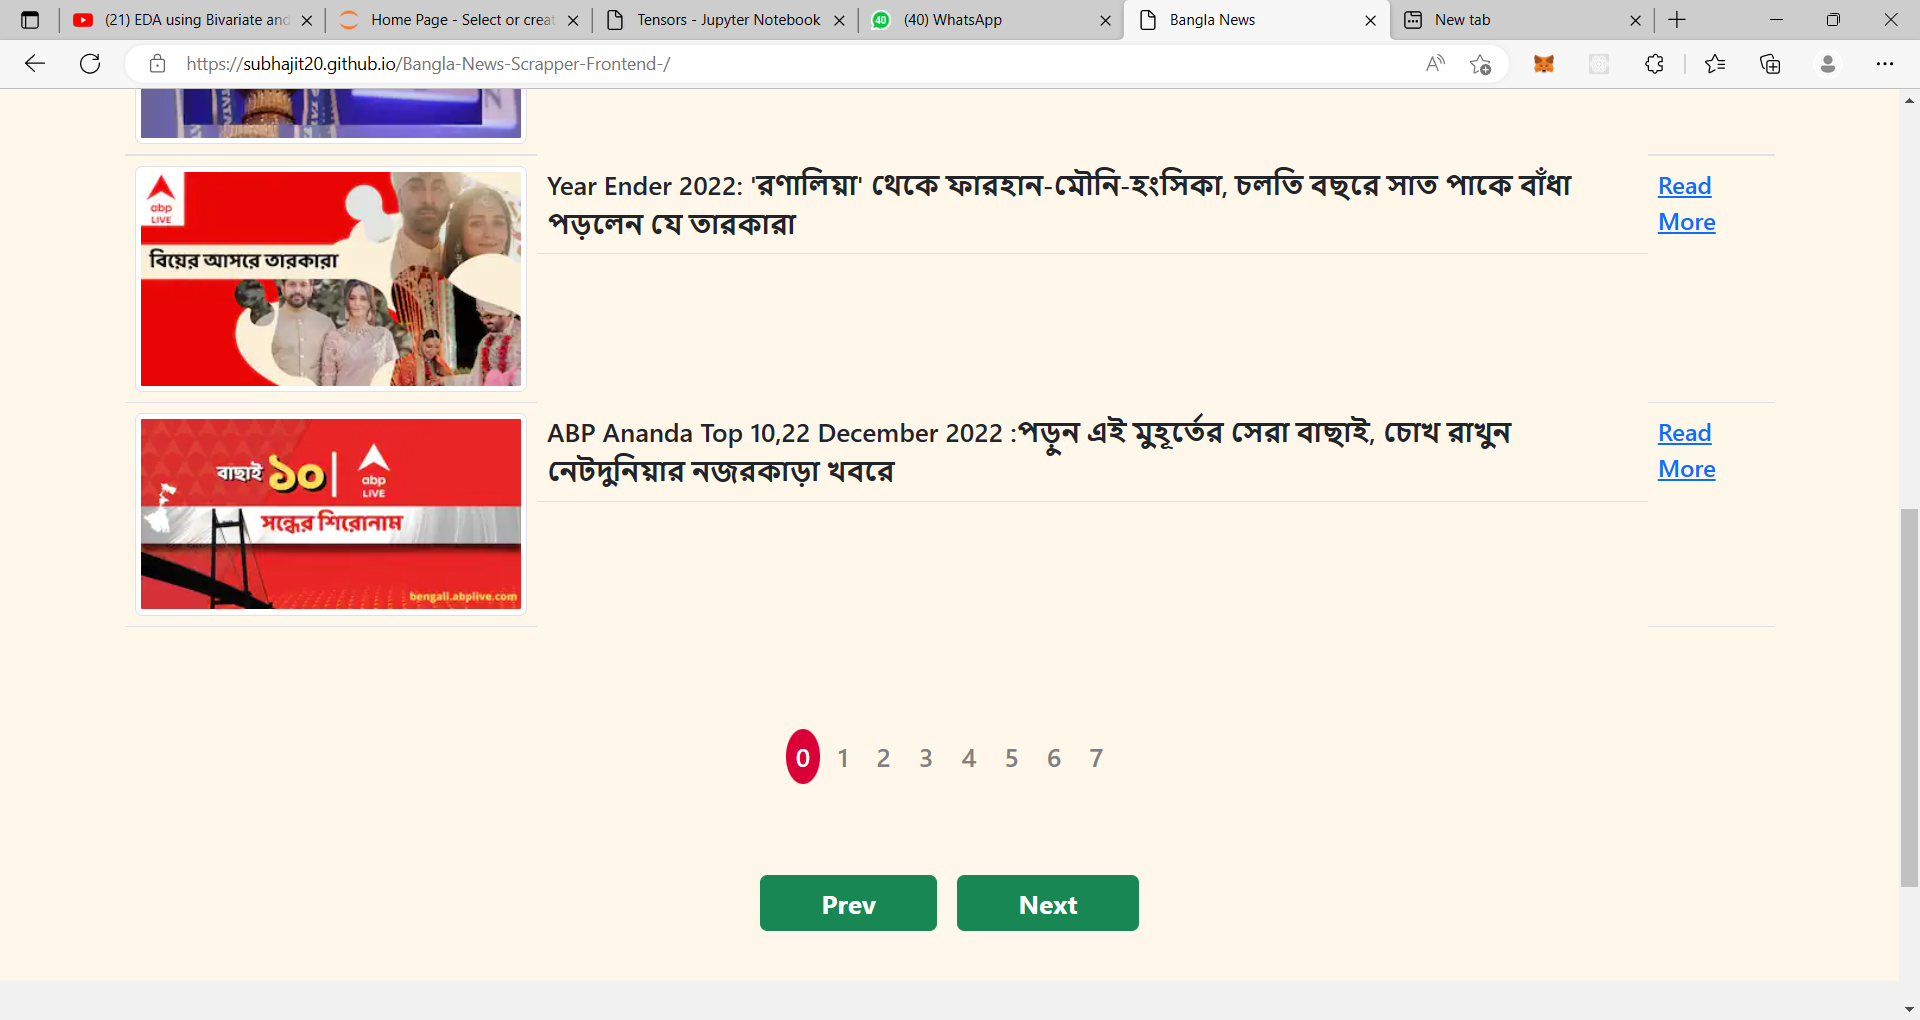 (21) EDA using Bivariate and
Home Page - Select or creat
Tensors - Jupyter Notebook
40
(40) WhatsApp
Bangla News
New tab
https://subhajit20.github.io/Bangla-News-Scrapper-Frontend-/
abp
LIVE
বিয়ের আসরে তারকারা
Year Ender 2022: 'রণালিয়া' থেকে ফারহান-মৌনি-হংসিকা, চলতি বছরে সাত পাকে বাঁধা
পড়লেন যে তারকারা
Read
More
বাছাই ১০
abp
LIVE
সন্ধের শিরোনাম
bengali.abplive.com
ABP Ananda Top 10,22 December 2022 :পড়ুন এই মুহূর্তের সেরা বাছাই, চোখ রাখুন
নেটদুনিয়ার নজরকাড়া খবরে
Read
More
0 1 2 3 4 5 6 7
Prev Next